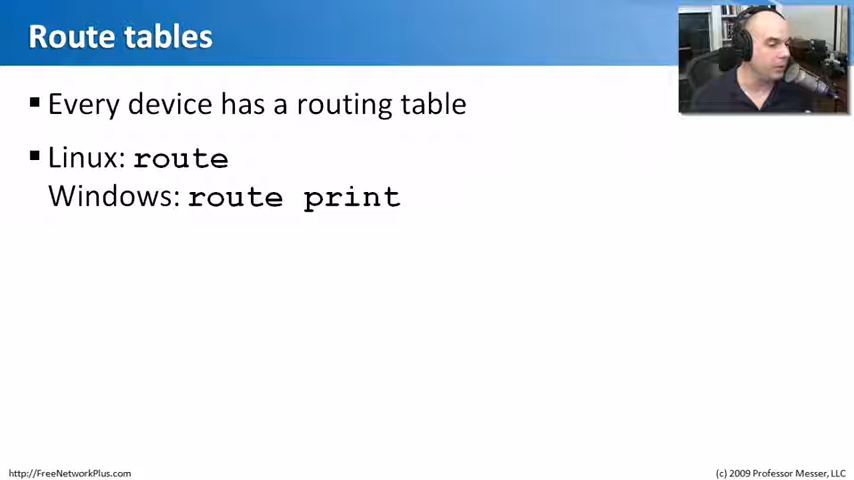 Route tables
▪ Every device has a routing table
▪ Linux: route
Windows: route print
http://FreeNetworkPlus.com
(c) 2009 Professor Messer, LLC